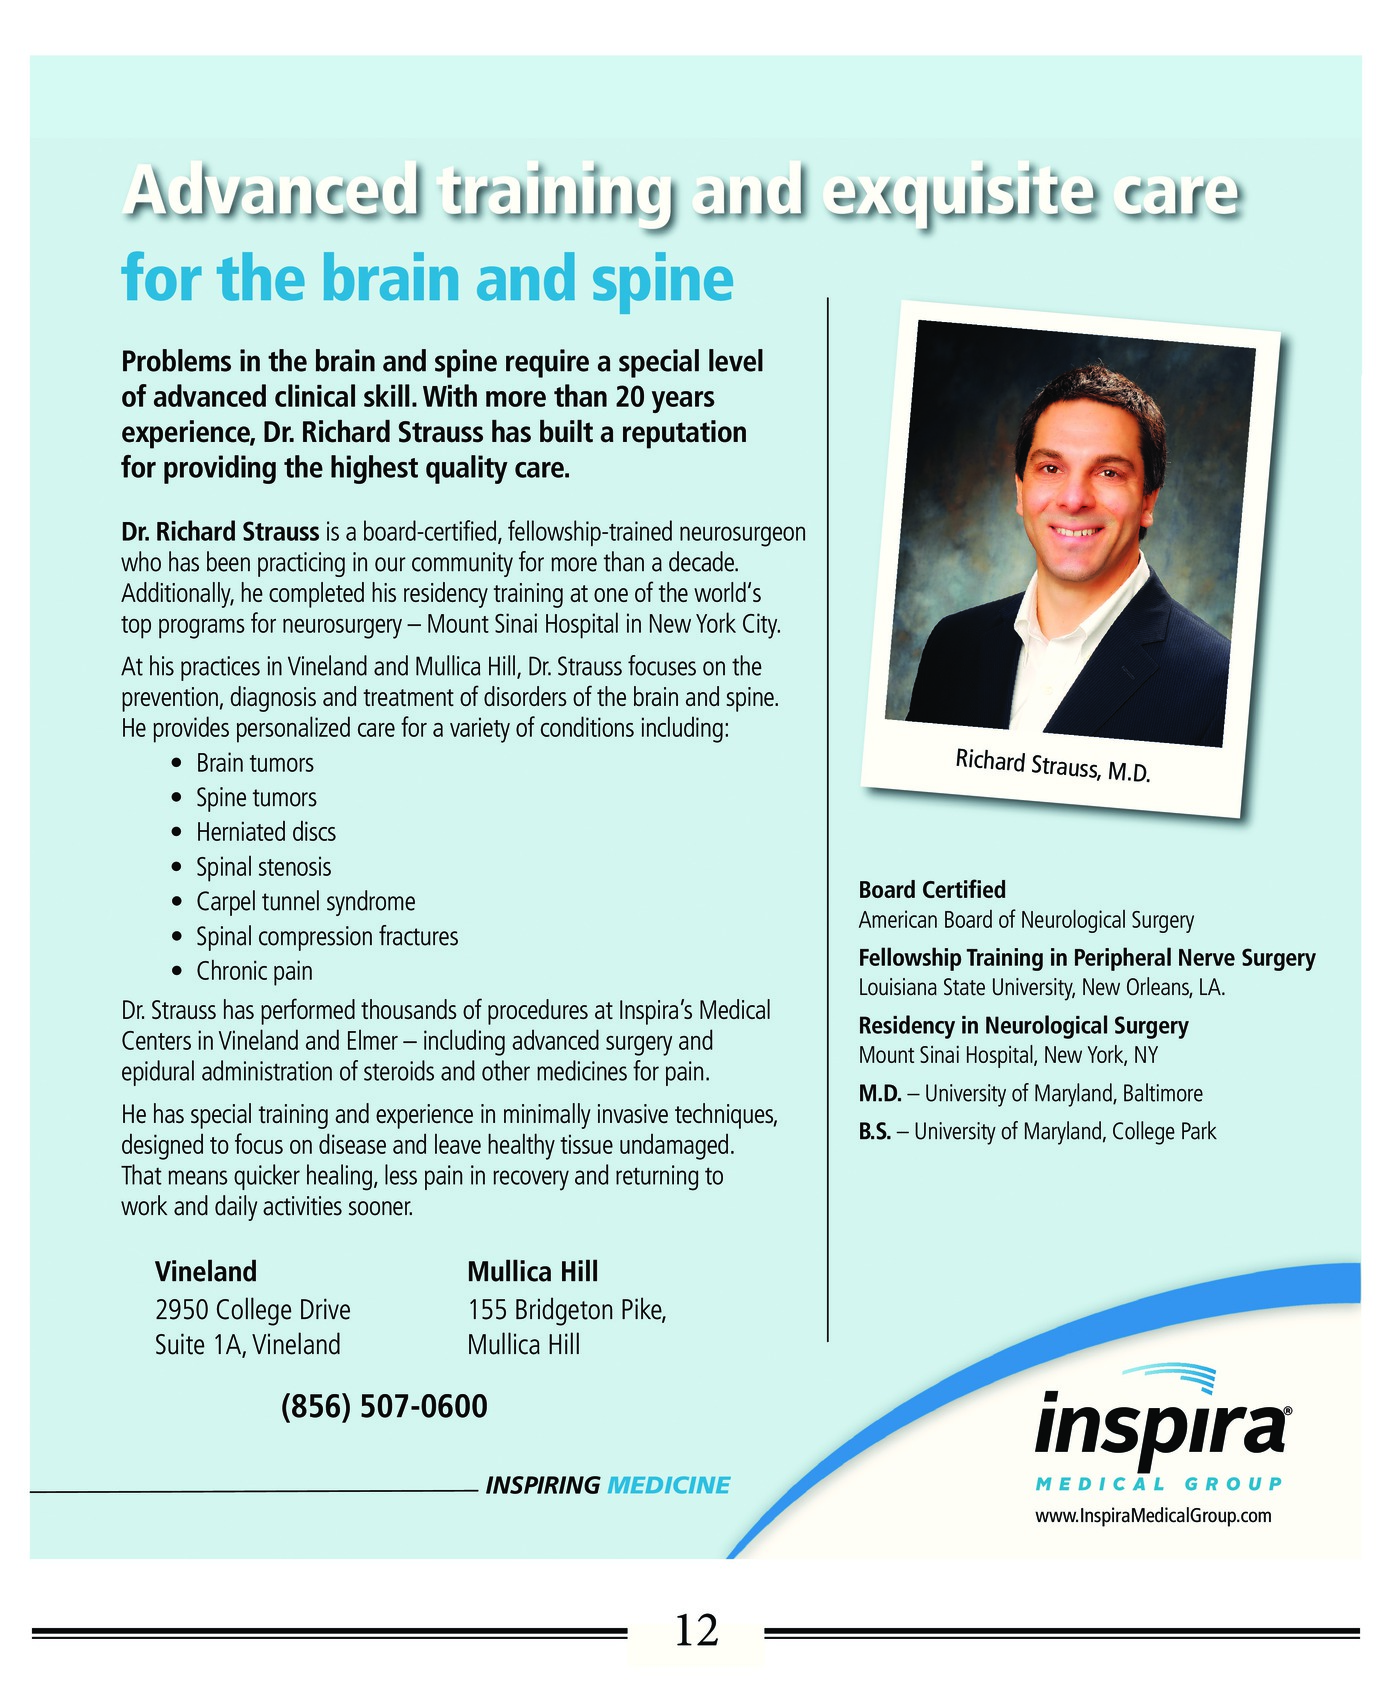 Advanced training and exquisite care
for the brain and spine
Problems in the brain and spine require a special level
of advanced clinical skill. With more than 20 years
experience, Dr. Richard Strauss has built a reputation
for providing the highest quality care.
Dr. Richard Strauss is a board-certified, fellowship-trained neurosurgeon
who has been practicing in our community for more than a decade.
Additionally, he completed his residency training at one of the world‘s
top programs for neurosurgery – Mount Sinai Hospital in New York City.
At his practices in Vineland and Mullica Hill, Dr. Strauss focuses on the
prevention, diagnosis and treatment of disorders of the brain and spine.
He provides personalized care for a variety of conditions including:
• Brain tumors
• Spine tumors
• Herniated discs
• Spinal stenosis
• Carpel tunnel syndrome
• Spinal compression fractures
• Chronic pain
Dr. Strauss has performed thousands of procedures at Inspira’s Medical
Centers in Vineland and Elmer – including advanced surgery and
epidural administration of steroids and other medicines for pain.
He has special training and experience in minimally invasive techniques,
designed to focus on disease and leave healthy tissue undamaged.
That means quicker healing, less pain in recovery and returning to
work and daily activities sooner.
Vineland
2950 College Drive
Suite 1A, Vineland
Mullica Hill
155 Bridgeton Pike,
Mullica Hill
(856) 507-0600
INSPIRING MEDICINE
Richard Strauss, M.D.
Board Certified
American Board of Neurological Surgery
Fellowship Training in Peripheral Nerve Surgery
Louisiana State University, New Orleans, LA.
Residency in Neurological Surgery
Mount Sinai Hospital, New York, NY
M.D. – University of Maryland, Baltimore
B.S. – University of Maryland, College Park
inspira®
MEDICAL GROUP
www.InspiraMedicalGroup.com
12